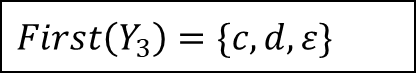 First(Y₃) = {c, d, ε}